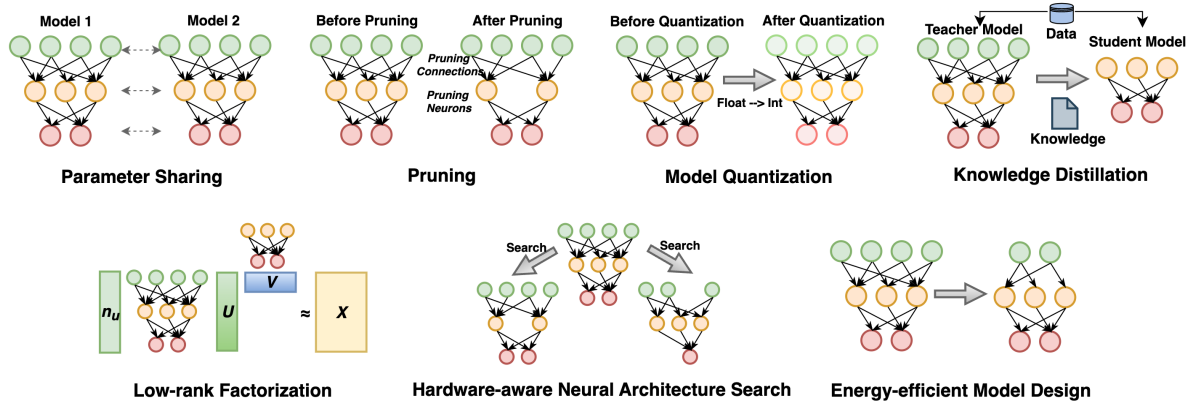 Model 1
Model 2
Parameter Sharing
Before Pruning
After Pruning
Pruning
Connections
Pruning
Neurons
Pruning
Before Quantization
After Quantization
Float --> Int
Model Quantization
Teacher Model
Data
Student Model
Knowledge
Knowledge Distillation
n_u
U
V
≈
X
Low-rank Factorization
Search
Search
Hardware-aware Neural Architecture Search
Energy-efficient Model Design